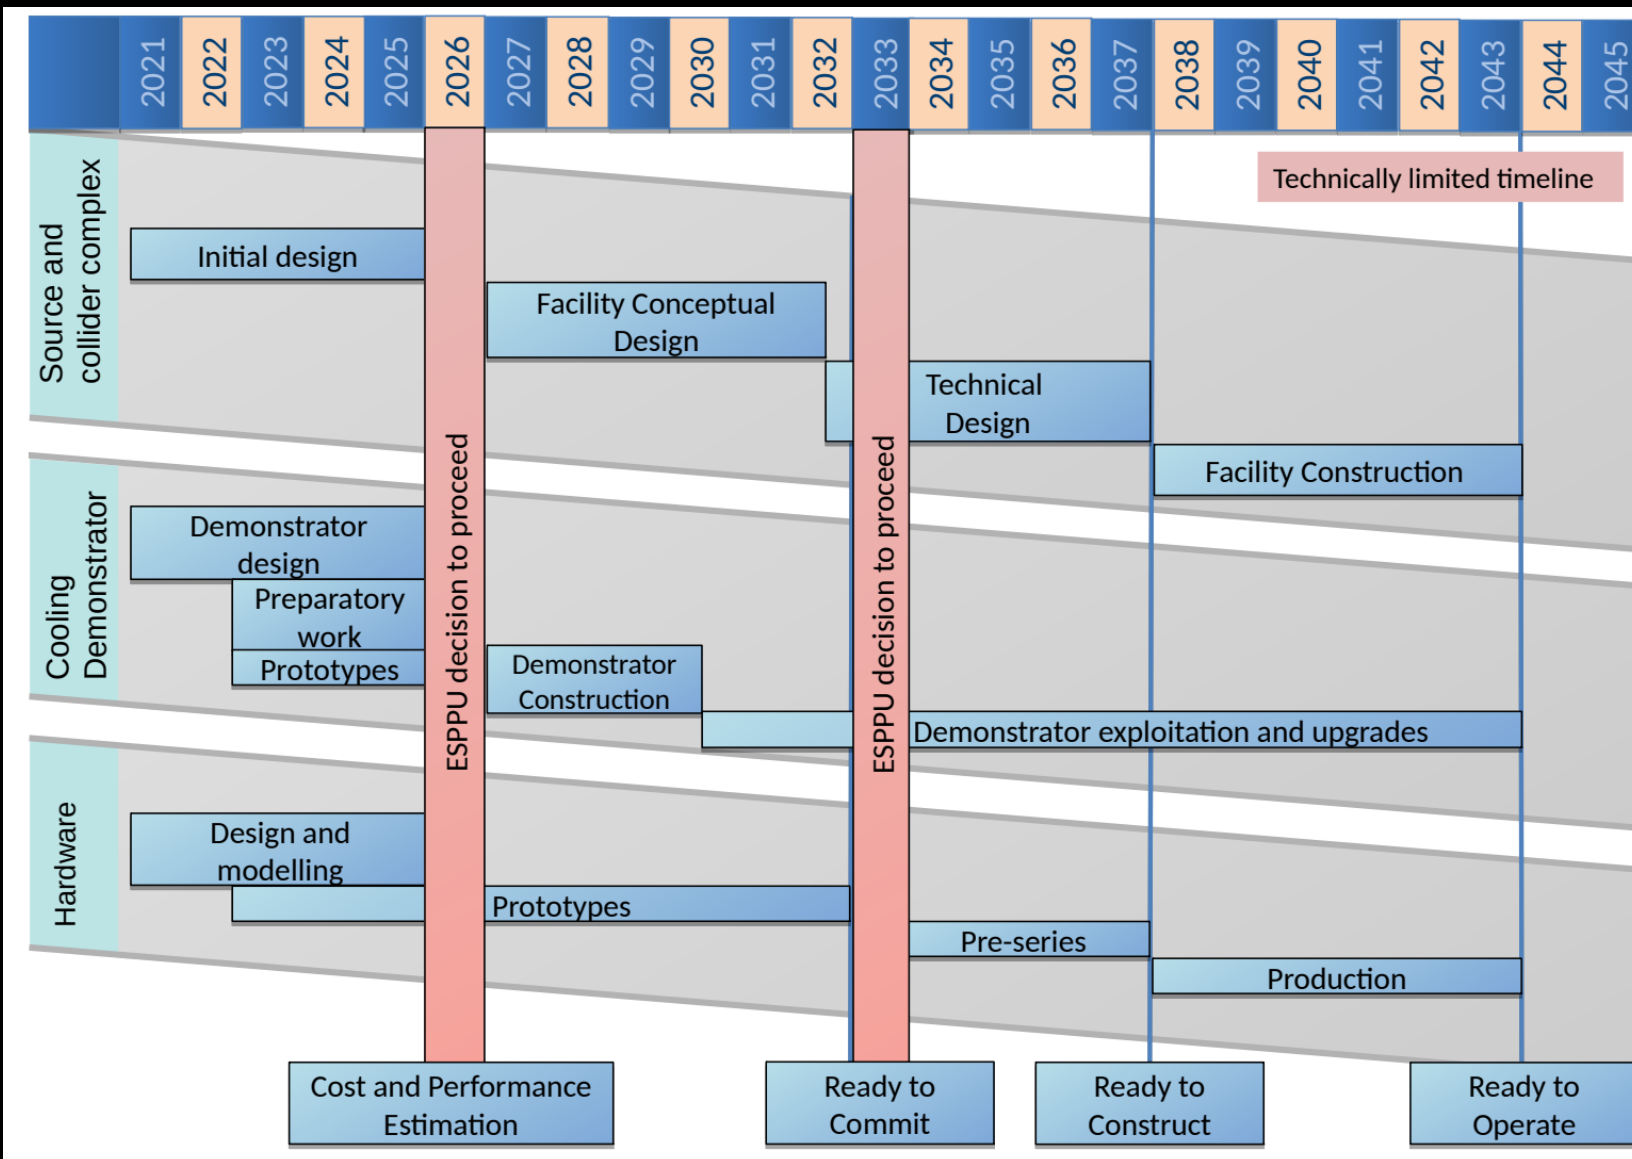 2021 2022 2023 2024 2025 2026 2027 2028 2029 2030 2031 2032 2033 2034 2035 2036 2037 2038 2039 2040 2041 2042 2043 2044 2045
Technically limited timeline
Source and
collider complex
Initial design
Facility Conceptual
Design
Technical
Design
Facility Construction
ESPPU decision to proceed
ESPPU decision to proceed
Cooling
Demonstrator
Demonstrator
design
Preparatory
work
Prototypes
Demonstrator
Construction
Demonstrator exploitation and upgrades
Hardware
Design and
modelling
Prototypes
Pre-series
Production
Cost and Performance
Estimation
Ready to
Commit
Ready to
Construct
Ready to
Operate